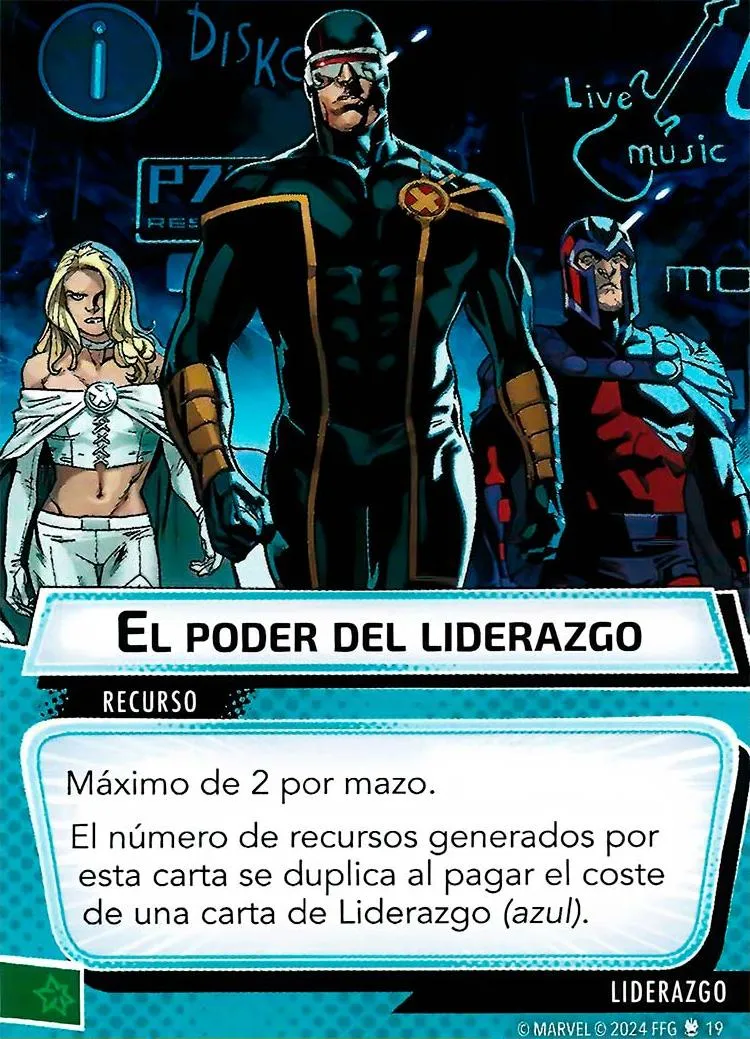 i
DISKO
Live
music
P7
RES
mo
EL PODER DEL LIDERAZGO
RECURSO
Máximo de 2 por mazo.
El número de recursos generados por
esta carta se duplica al pagar el coste
de una carta de Liderazgo (azul).
LIDERAZGO
© MARVEL © 2024 FFG 19